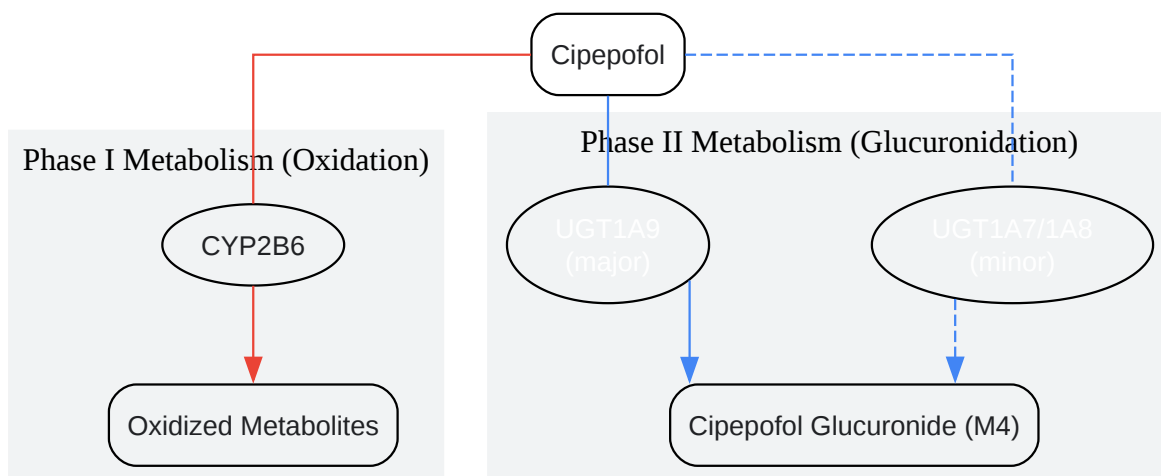 Cipepofol
Phase I Metabolism (Oxidation)
Phase II Metabolism (Glucuronidation)
CYP2B6
UGT1A9
(major)
UGT1A7/1A8
(minor)
Oxidized Metabolites
Cipepofol Glucuronide (M4)